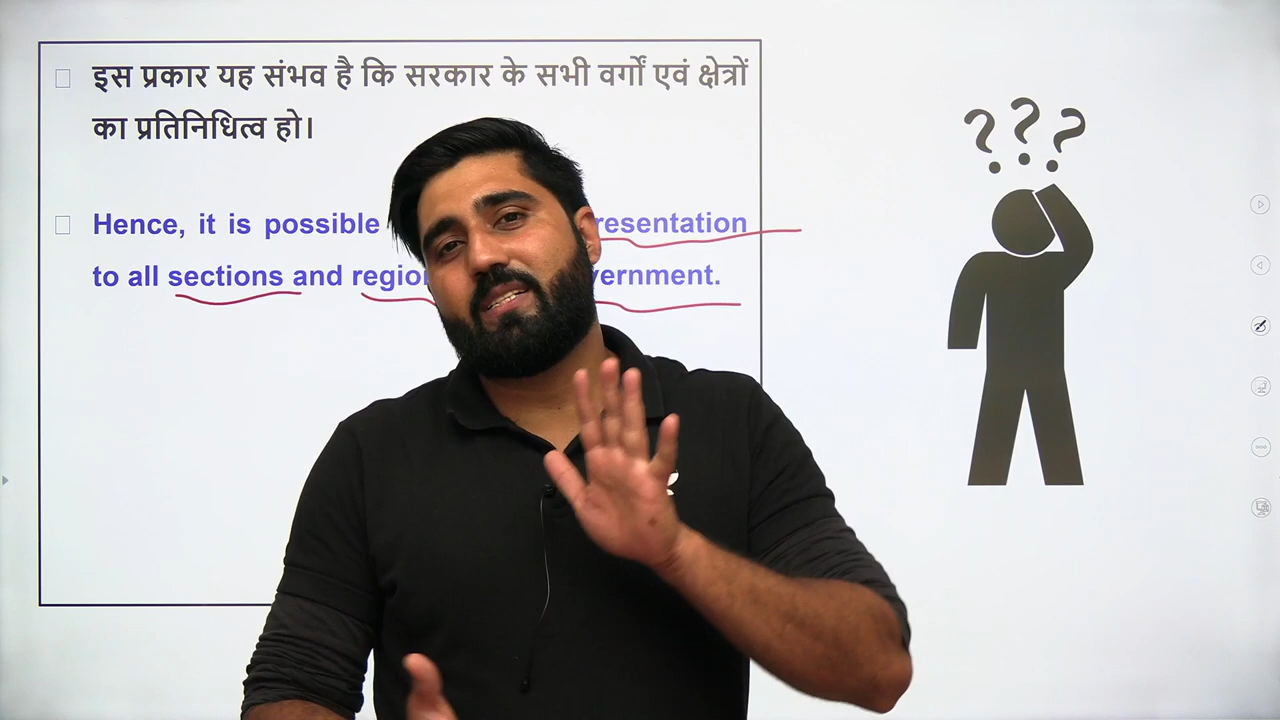 इस प्रकार यह संभव है कि सरकार के सभी वर्गों एवं क्षेत्रों
का प्रतिनिधित्व हो।
Hence, it is possible resentation
to all sections and regio vernment.
???